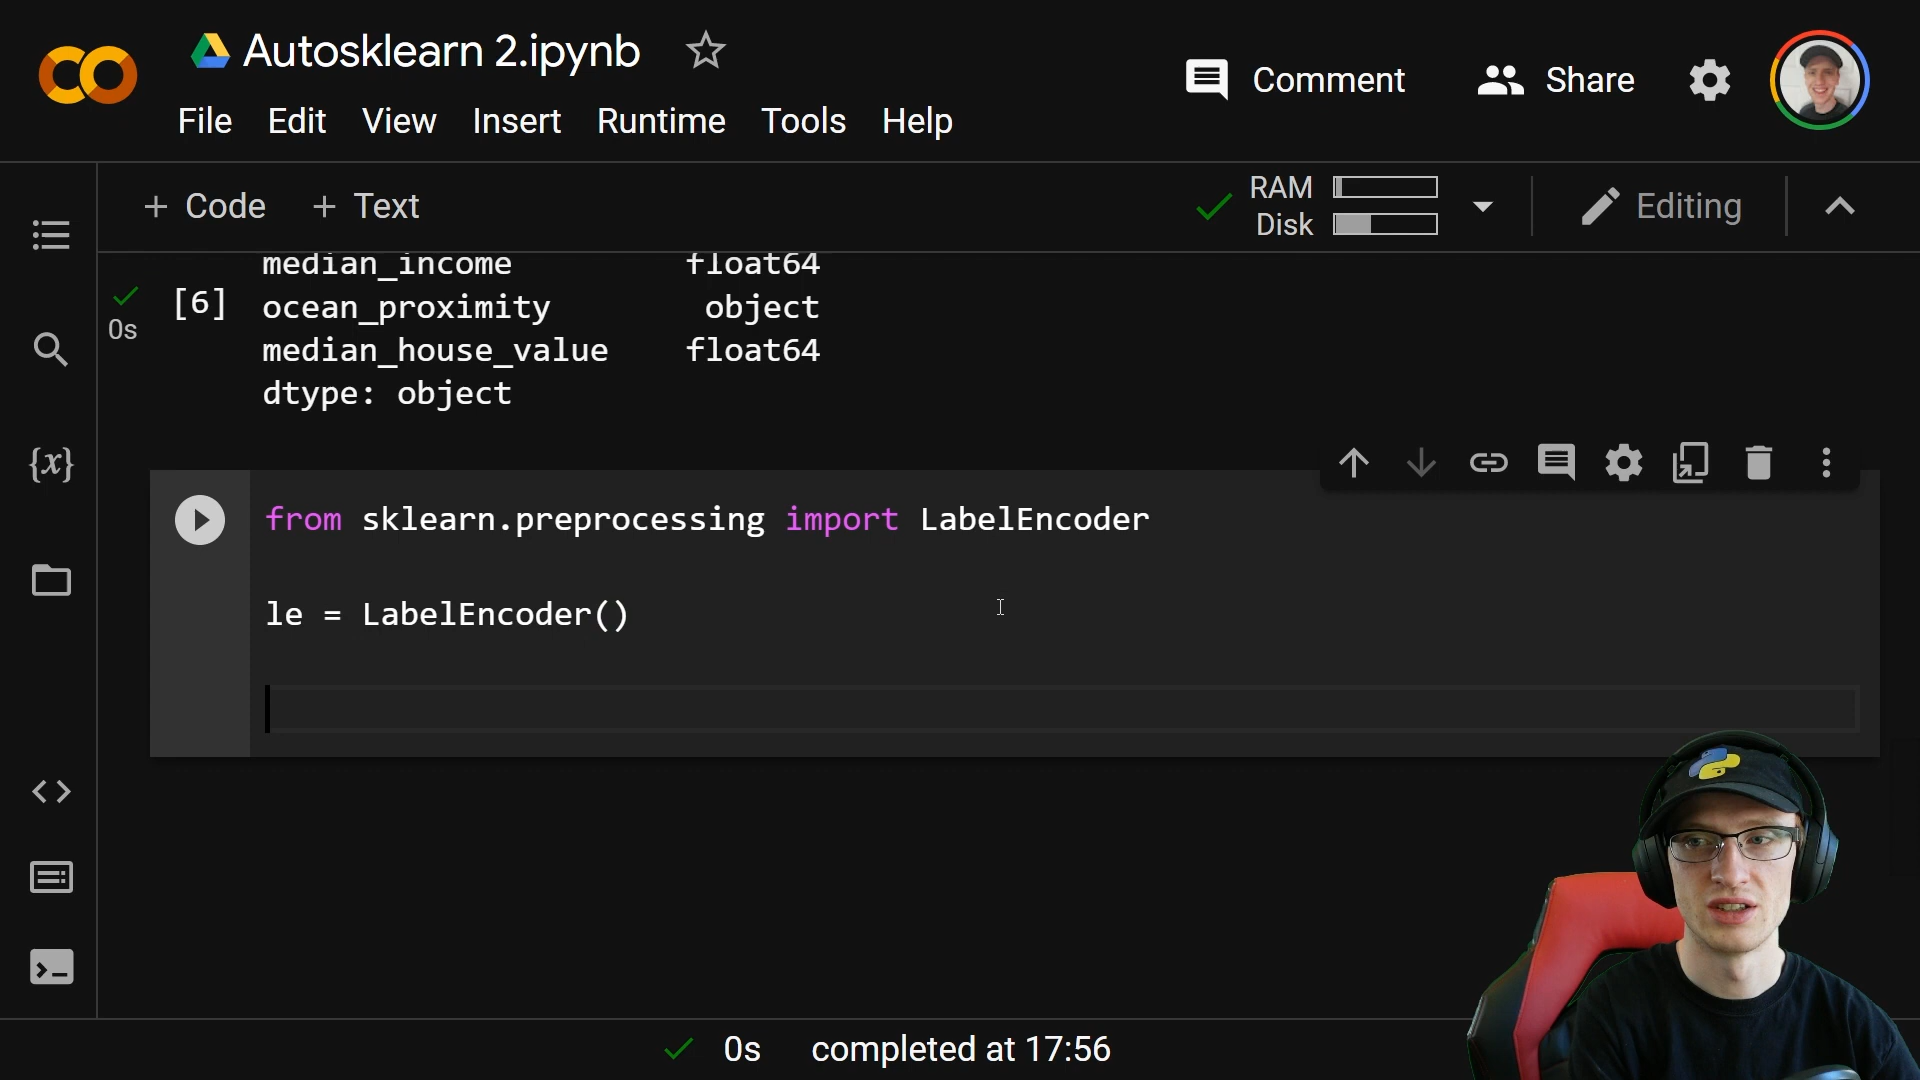 Autosklearn 2.ipynb
Comment
Share
File Edit View Insert Runtime Tools Help
+ Code + Text
RAM
Disk
Editing
median_income float64
[6]
ocean_proximity object
0s
median_house_value float64
dtype: object
{x}
from sklearn.preprocessing import LabelEncoder
le = LabelEncoder()
0s completed at 17:56